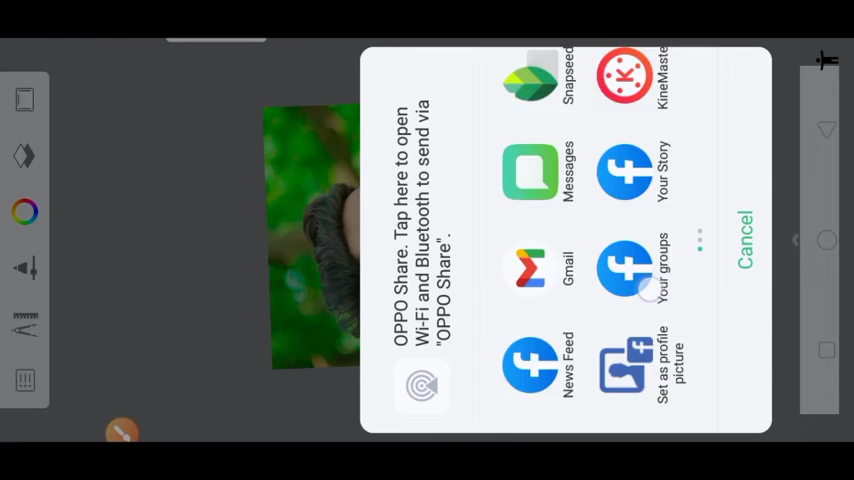 OPPO Share. Tap here to open
Wi-Fi and Bluetooth to send via
"OPPO Share".
News Feed
Gmail
Messages
Snapseed
Set as profile
picture
Your groups
Your Story
KineMaste
Cancel